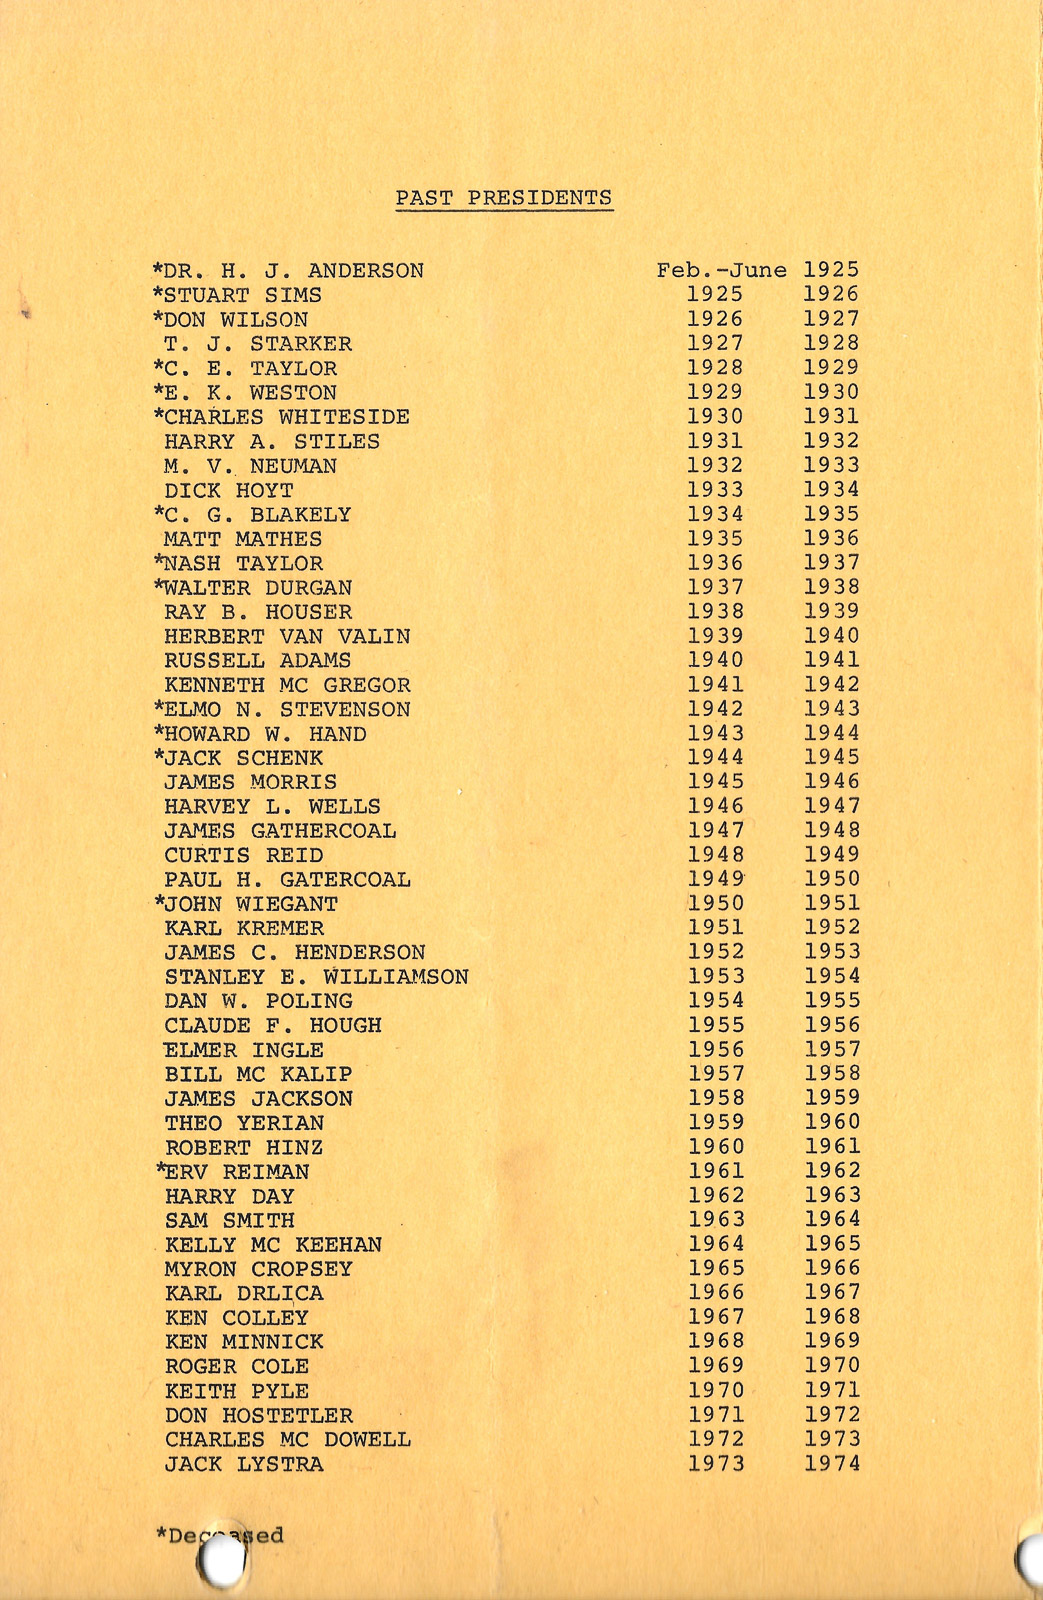 PAST PRESIDENTS
*DR. H. J. ANDERSON Feb.-June 1925
*STUART SIMS 1925 1926
*DON WILSON 1926 1927
T. J. STARKER 1927 1928
*C. E. TAYLOR 1928 1929
*E. K. WESTON 1929 1930
*CHARLES WHITESIDE 1930 1931
HARRY A. STILES 1931 1932
M. V. NEUMAN 1932 1933
DICK HOYT 1933 1934
*C. G. BLAKELY 1934 1935
MATT MATHES 1935 1936
*NASH TAYLOR 1936 1937
*WALTER DURGAN 1937 1938
RAY B. HOUSER 1938 1939
HERBERT VAN VALIN 1939 1940
RUSSELL ADAMS 1940 1941
KENNETH MC GREGOR 1941 1942
*ELMO N. STEVENSON 1942 1943
*HOWARD W. HAND 1943 1944
*JACK SCHENK 1944 1945
JAMES MORRIS 1945 1946
HARVEY L. WELLS 1946 1947
JAMES GATHERCOAL 1947 1948
CURTIS REID 1948 1949
PAUL H. GATERCOAL 1949 1950
*JOHN WIEGANT 1950 1951
KARL KREMER 1951 1952
JAMES C. HENDERSON 1952 1953
STANLEY E. WILLIAMSON 1953 1954
DAN W. POLING 1954 1955
CLAUDE F. HOUGH 1955 1956
ELMER INGLE 1956 1957
BILL MC KALIP 1957 1958
JAMES JACKSON 1958 1959
THEO YERIAN 1959 1960
ROBERT HINZ 1960 1961
*ERV REIMAN 1961 1962
HARRY DAY 1962 1963
SAM SMITH 1963 1964
KELLY MC KEEHAN 1964 1965
MYRON CROPSEY 1965 1966
KARL DRLICA 1966 1967
KEN COLLEY 1967 1968
KEN MINNICK 1968 1969
ROGER COLE 1969 1970
KEITH PYLE 1970 1971
DON HOSTETLER 1971 1972
CHARLES MC DOWELL 1972 1973
JACK LYSTRA 1973 1974
*Deceased